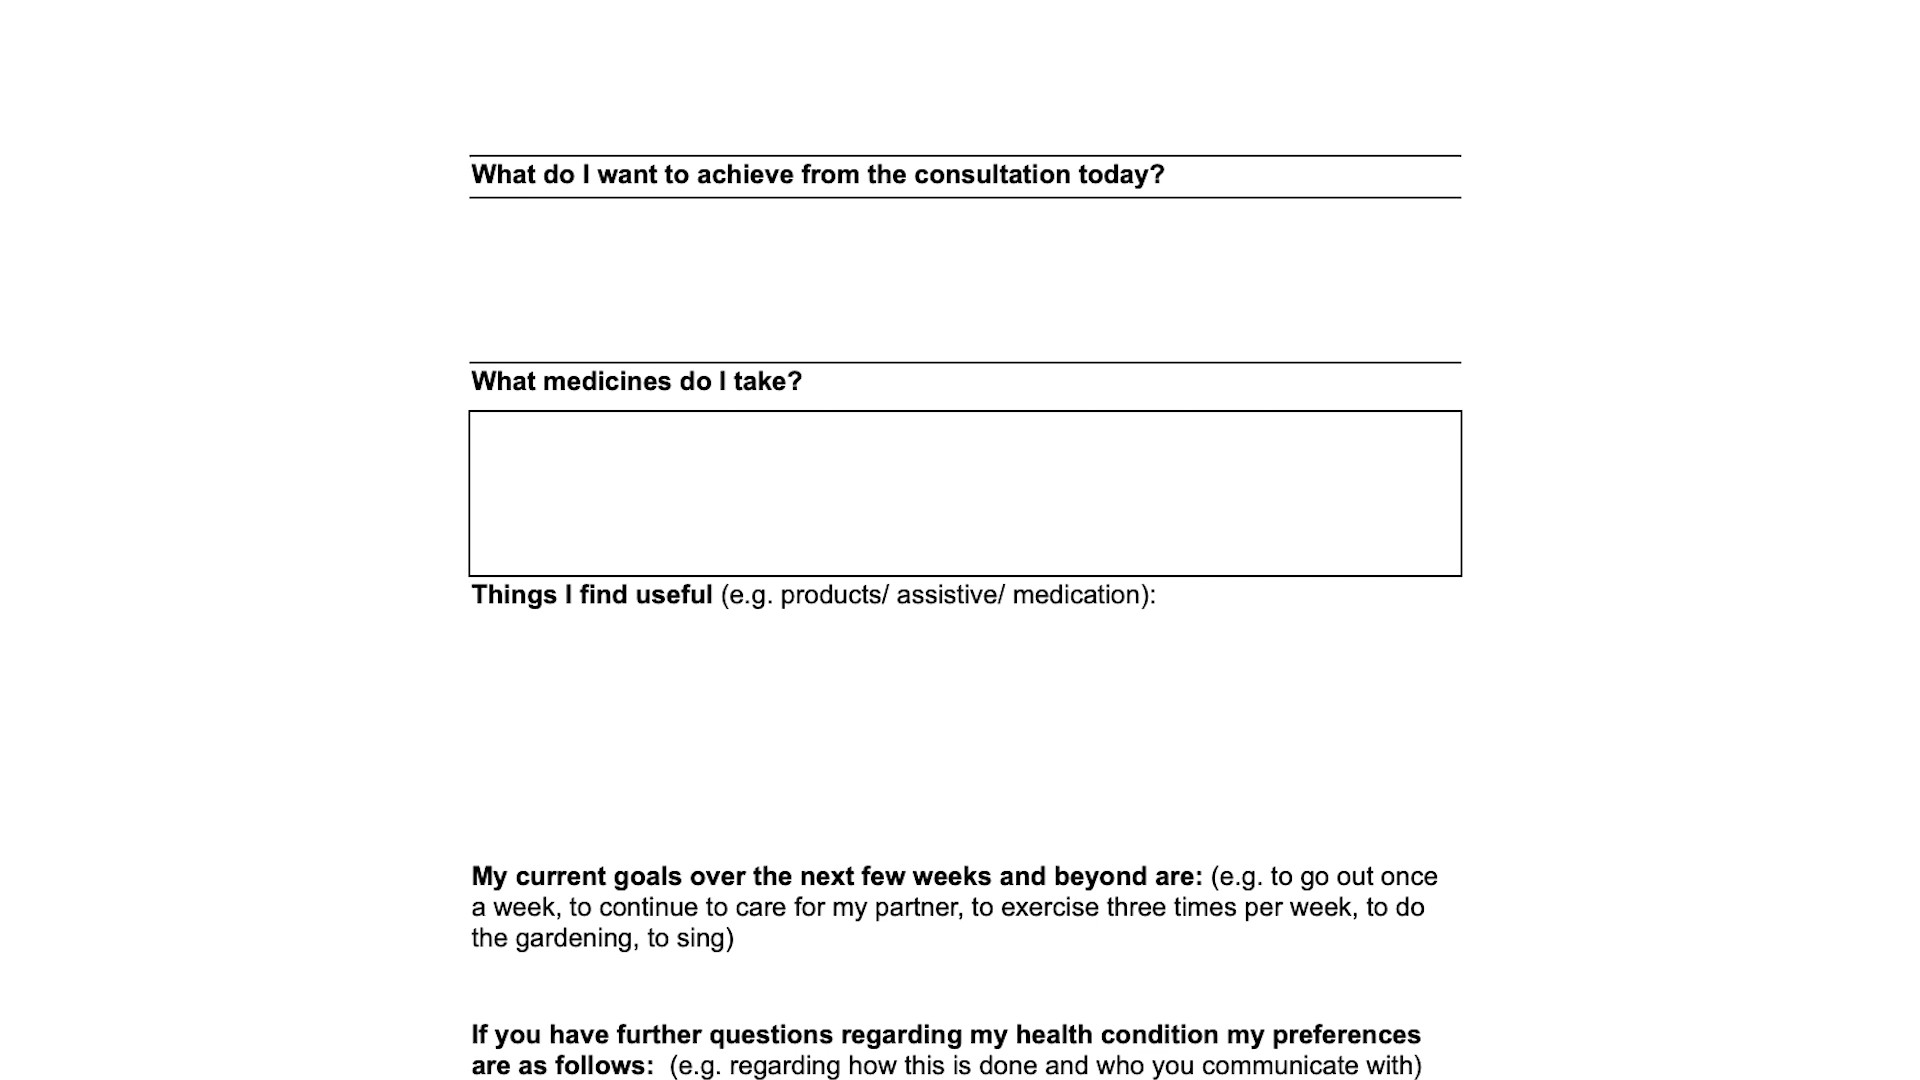 What do I want to achieve from the consultation today?
What medicines do I take?
Things I find useful (e.g. products/ assistive/ medication):
My current goals over the next few weeks and beyond are: (e.g. to go out once
a week, to continue to care for my partner, to exercise three times per week, to do
the gardening, to sing)
If you have further questions regarding my health condition my preferences
are as follows:  (e.g. regarding how this is done and who you communicate with)